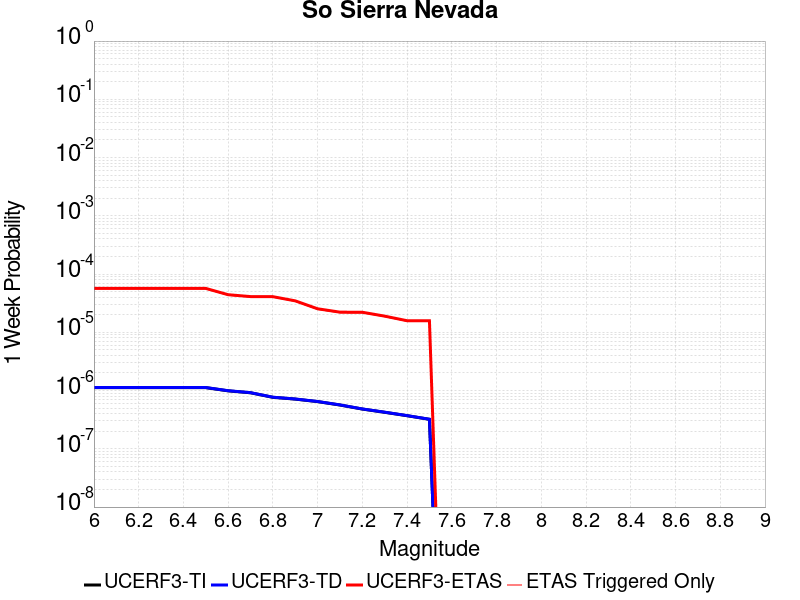 So Sierra Nevada
10^0
10^-1
10^-2
10^-3
10^-4
10^-5
10^-6
10^-7
10^-8
1 Week Probability
6 6.2 6.4 6.6 6.8 7 7.2 7.4 7.6 7.8 8 8.2 8.4 8.6 8.8 9
Magnitude
UCERF3-TI UCERF3-TD UCERF3-ETAS ETAS Triggered Only